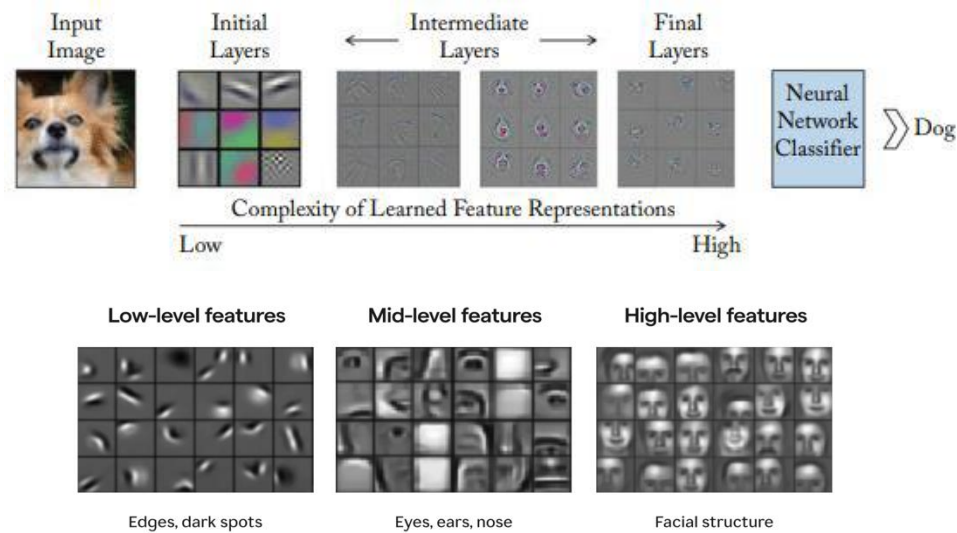 Input
Image
Initial
Layers
Intermediate
Layers
Final
Layers
Neural
Network
Classifier
Dog
Complexity of Learned Feature Representations
Low
High
Low-level features
Mid-level features
High-level features
Edges, dark spots
Eyes, ears, nose
Facial structure